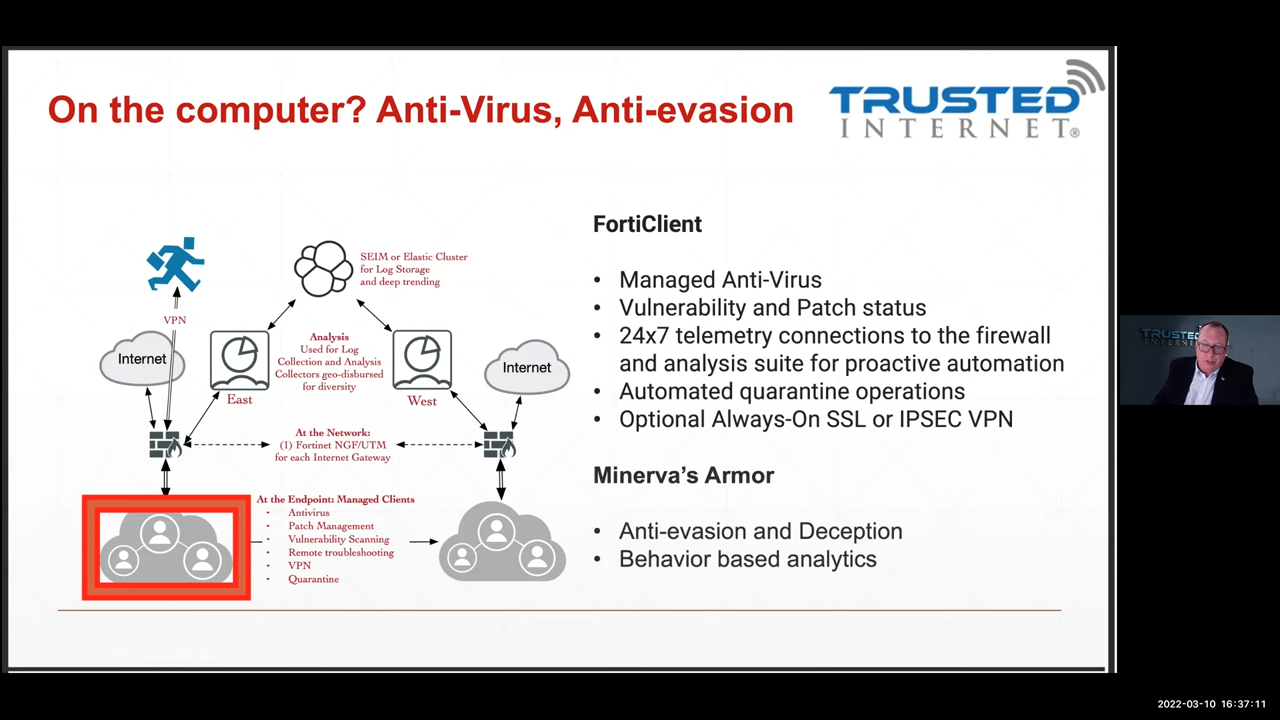 On the computer? Anti-Virus, Anti-evasion
TRUSTED
INTERNET®
SEIM or Elastic Cluster
for Log Storage
and deep trending
VPN
Internet
Analysis
Used for Log
Collection and Analysis
Collectors geo-disbursed
for diversity
Internet
East
West
At the Network:
(1) Fortinet NGF/UTM
for each Internet Gateway
At the Endpoint: Managed Clients
- Antivirus
- Patch Management
- Vulnerability Scanning
- Remote troubleshooting
- VPN
- Quarantine
FortiClient
• Managed Anti-Virus
• Vulnerability and Patch status
• 24x7 telemetry connections to the firewall
and analysis suite for proactive automation
• Automated quarantine operations
• Optional Always-On SSL or IPSEC VPN
Minerva's Armor
• Anti-evasion and Deception
• Behavior based analytics
TRUSTED
INTERNET
2022-03-10 16:37:11